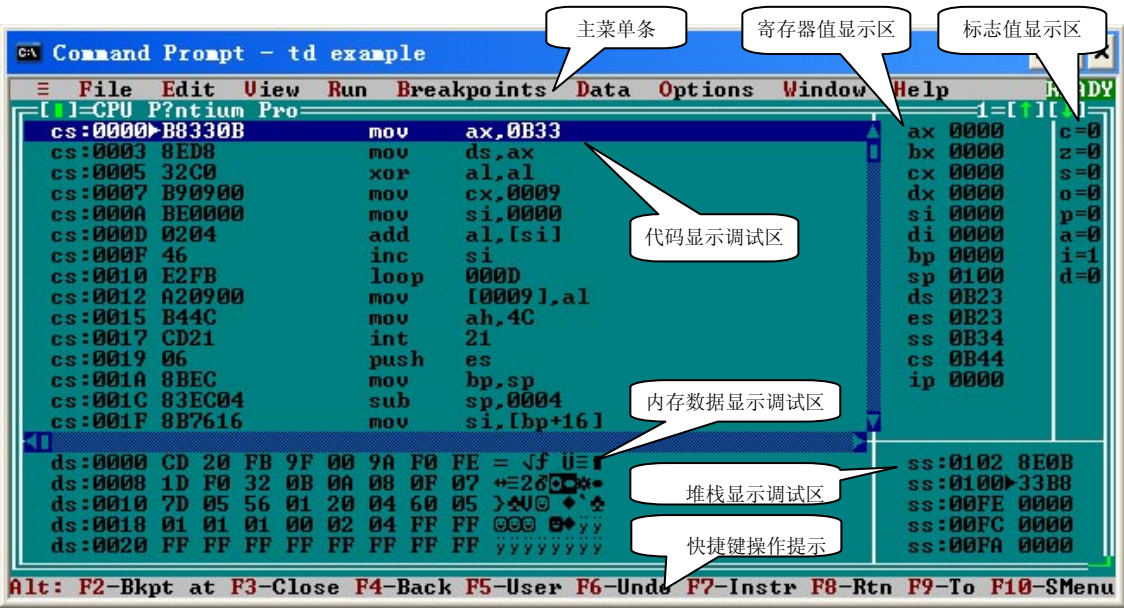 主菜单条
寄存器值显示区
标志值显示区
Command Prompt - td example
≡ File Edit View Run Breakpoints Data Options Window Help
[■]=CPU P?ntium Pro 1=[↑][↓]
cs:0000►B8330B mov ax,0B33
cs:0003 8ED8 mov ds,ax
cs:0005 32C0 xor al,al
cs:0007 B90900 mov cx,0009
cs:000A BE0000 mov si,0000
cs:000D 0204 add al,[si]
cs:000F 46 inc si
cs:0010 E2FB loop 000D
cs:0012 A20900 mov [0009],al
cs:0015 B44C mov ah,4C
cs:0017 CD21 int 21
cs:0019 06 push es
cs:001A 8BEC mov bp,sp
cs:001C 83EC04 sub sp,0004
cs:001F 8B7616 mov si,[bp+16]
ax 0000 c=0
bx 0000 z=0
cx 0000 s=0
dx 0000 o=0
si 0000 p=0
di 0000 a=0
bp 0000 i=1
sp 0100 d=0
ds 0B23
es 0B23
ss 0B34
cs 0B44
ip 0000
代码显示调试区
内存数据显示调试区
ds:0000 CD 20 FB 9F 00 9A F0 FE
ds:0008 1D F0 32 0B 0A 08 0F 07
ds:0010 7D 05 56 01 20 04 60 05
ds:0018 01 01 01 00 02 04 FF FF
ds:0020 FF FF FF FF FF FF FF FF ÿÿÿÿÿÿÿÿ
堆栈显示调试区
ss:0102 8E0B
ss:0100►33B8
ss:00FE 0000
ss:00FC 0000
ss:00FA 0000
快捷键操作提示
Alt: F2-Bkpt at F3-Close F4-Back F5-User F6-Undo F7-Instr F8-Rtn F9-To F10-SMenu